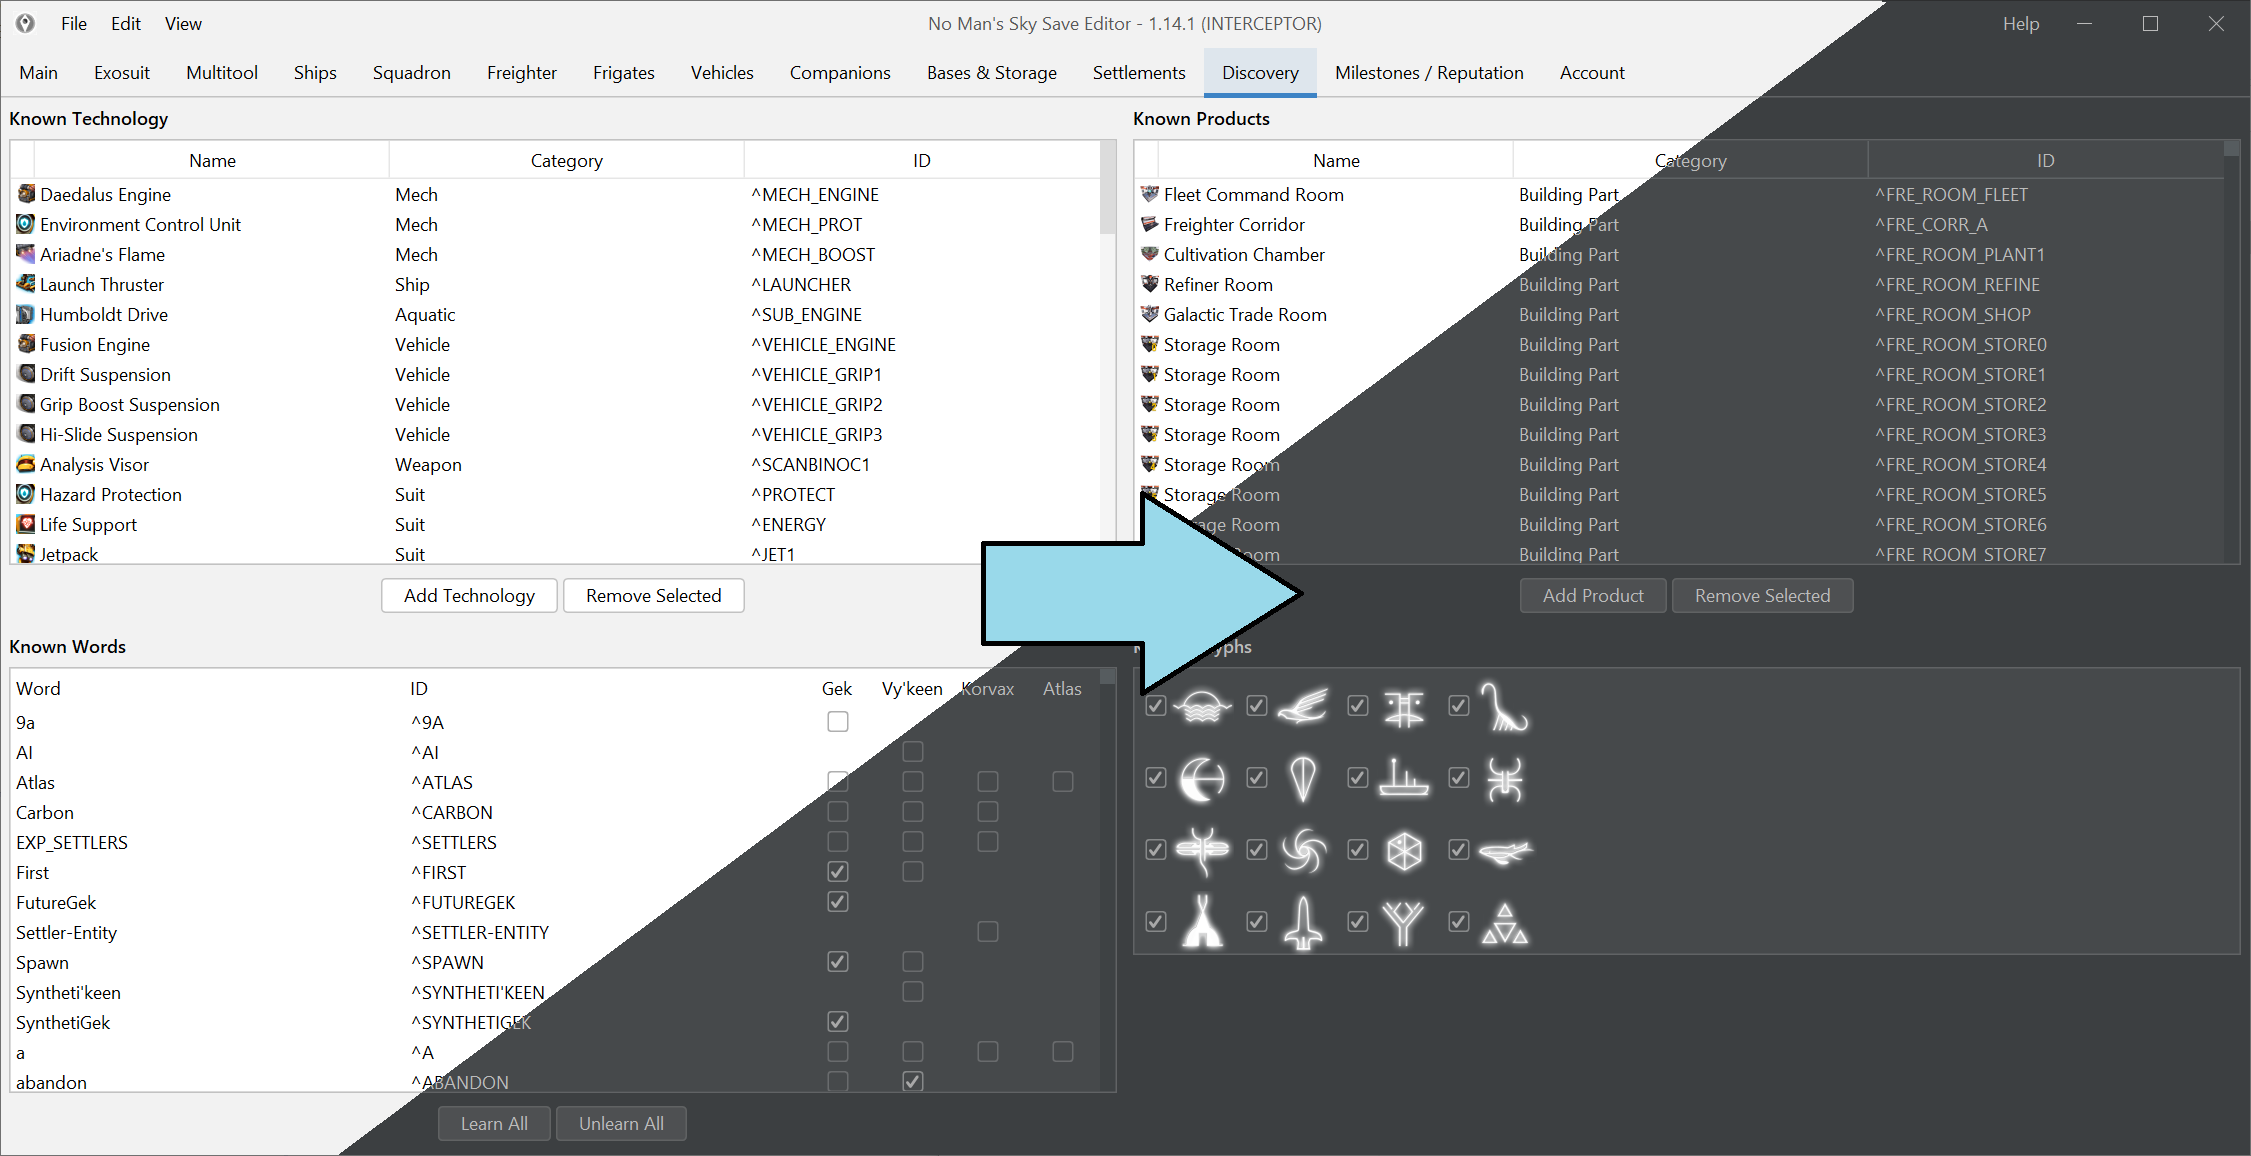 File Edit View No Man's Sky Save Editor - 1.14.1 (INTERCEPTOR) Help
Main Exosuit Multitool Ships Squadron Freighter Frigates Vehicles Companions Bases & Storage Settlements Discovery Milestones / Reputation Account
Known Technology
Name Category ID
Daedalus Engine Mech ^MECH_ENGINE
Environment Control Unit Mech ^MECH_PROT
Ariadne's Flame Mech ^MECH_BOOST
Launch Thruster Ship ^LAUNCHER
Humboldt Drive Aquatic ^SUB_ENGINE
Fusion Engine Vehicle ^VEHICLE_ENGINE
Drift Suspension Vehicle ^VEHICLE_GRIP1
Grip Boost Suspension Vehicle ^VEHICLE_GRIP2
Hi-Slide Suspension Vehicle ^VEHICLE_GRIP3
Analysis Visor Weapon ^SCANBINOC1
Hazard Protection Suit ^PROTECT
Life Support Suit ^ENERGY
Jetpack Suit ^JET1
Add Technology Remove Selected
Known Products
Name Category ID
Fleet Command Room Building Part ^FRE_ROOM_FLEET
Freighter Corridor Building Part ^FRE_CORR_A
Cultivation Chamber Building Part ^FRE_ROOM_PLANT1
Refiner Room Building Part ^FRE_ROOM_REFINE
Galactic Trade Room Building Part ^FRE_ROOM_SHOP
Storage Room Building Part ^FRE_ROOM_STORE0
Storage Room Building Part ^FRE_ROOM_STORE1
Storage Room Building Part ^FRE_ROOM_STORE2
Storage Room Building Part ^FRE_ROOM_STORE3
Storage Room Building Part ^FRE_ROOM_STORE4
Storage Room Building Part ^FRE_ROOM_STORE5
Room Building Part ^FRE_ROOM_STORE6
Building Part ^FRE_ROOM_STORE7
Add Product Remove Selected
Known Words
Word ID Gek Vy'keen Korvax Atlas
9a ^9A
AI ^AI
Atlas ^ATLAS
Carbon ^CARBON
EXP_SETTLERS ^SETTLERS
First ^FIRST
FutureGek ^FUTUREGEK
Settler-Entity ^SETTLER-ENTITY
Spawn ^SPAWN
Syntheti'keen ^SYNTHETI'KEEN
SynthetiGek ^SYNTHETIGEK
a ^A
abandon ^ABANDON
Learn All Unlearn All